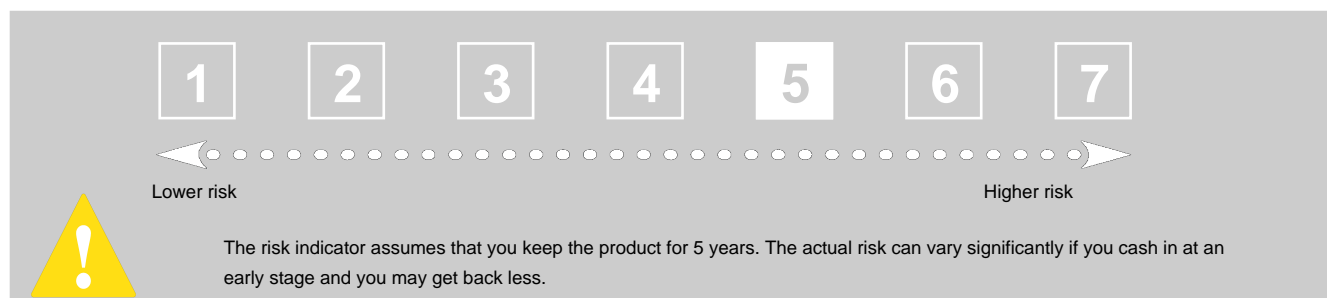 1 2 3 4 5 6 7
Lower risk Higher risk
The risk indicator assumes that you keep the product for 5 years. The actual risk can vary significantly if you cash in at an
early stage and you may get back less.